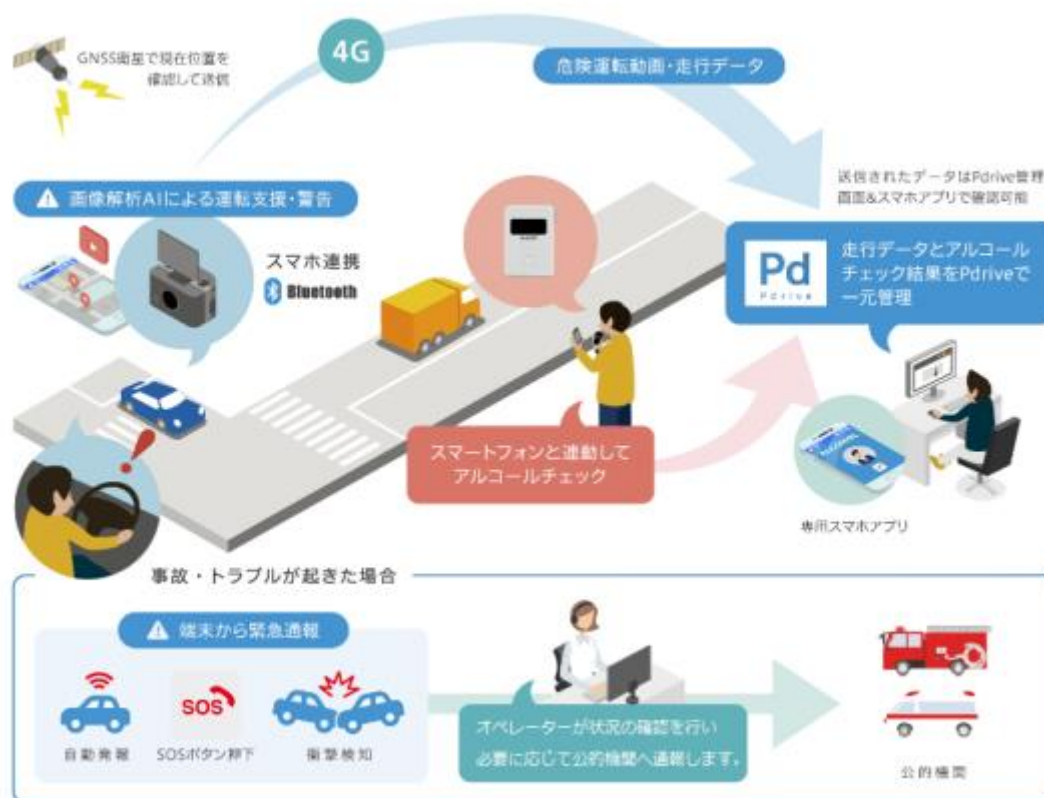 GNSS衛星で現在位置を
確認して送信
4G
危険運転動画・走行データ
画像解析AIによる運転支援・警告
スマホ連携
Bluetooth
送信されたデータはPdrive管理
画面&スマホアプリで確認可能
Pd
Pdrive
走行データとアルコール
チェック結果をPdriveで
一元管理
スマートフォンと連動して
アルコールチェック
専用スマホアプリ
事故・トラブルが起きた場合
端末から緊急通報
SOS
自動発報
SOSボタン押下
衝撃検知
オペレーターが状況の確認を行い
必要に応じて公的機関へ通報します。
公的機関